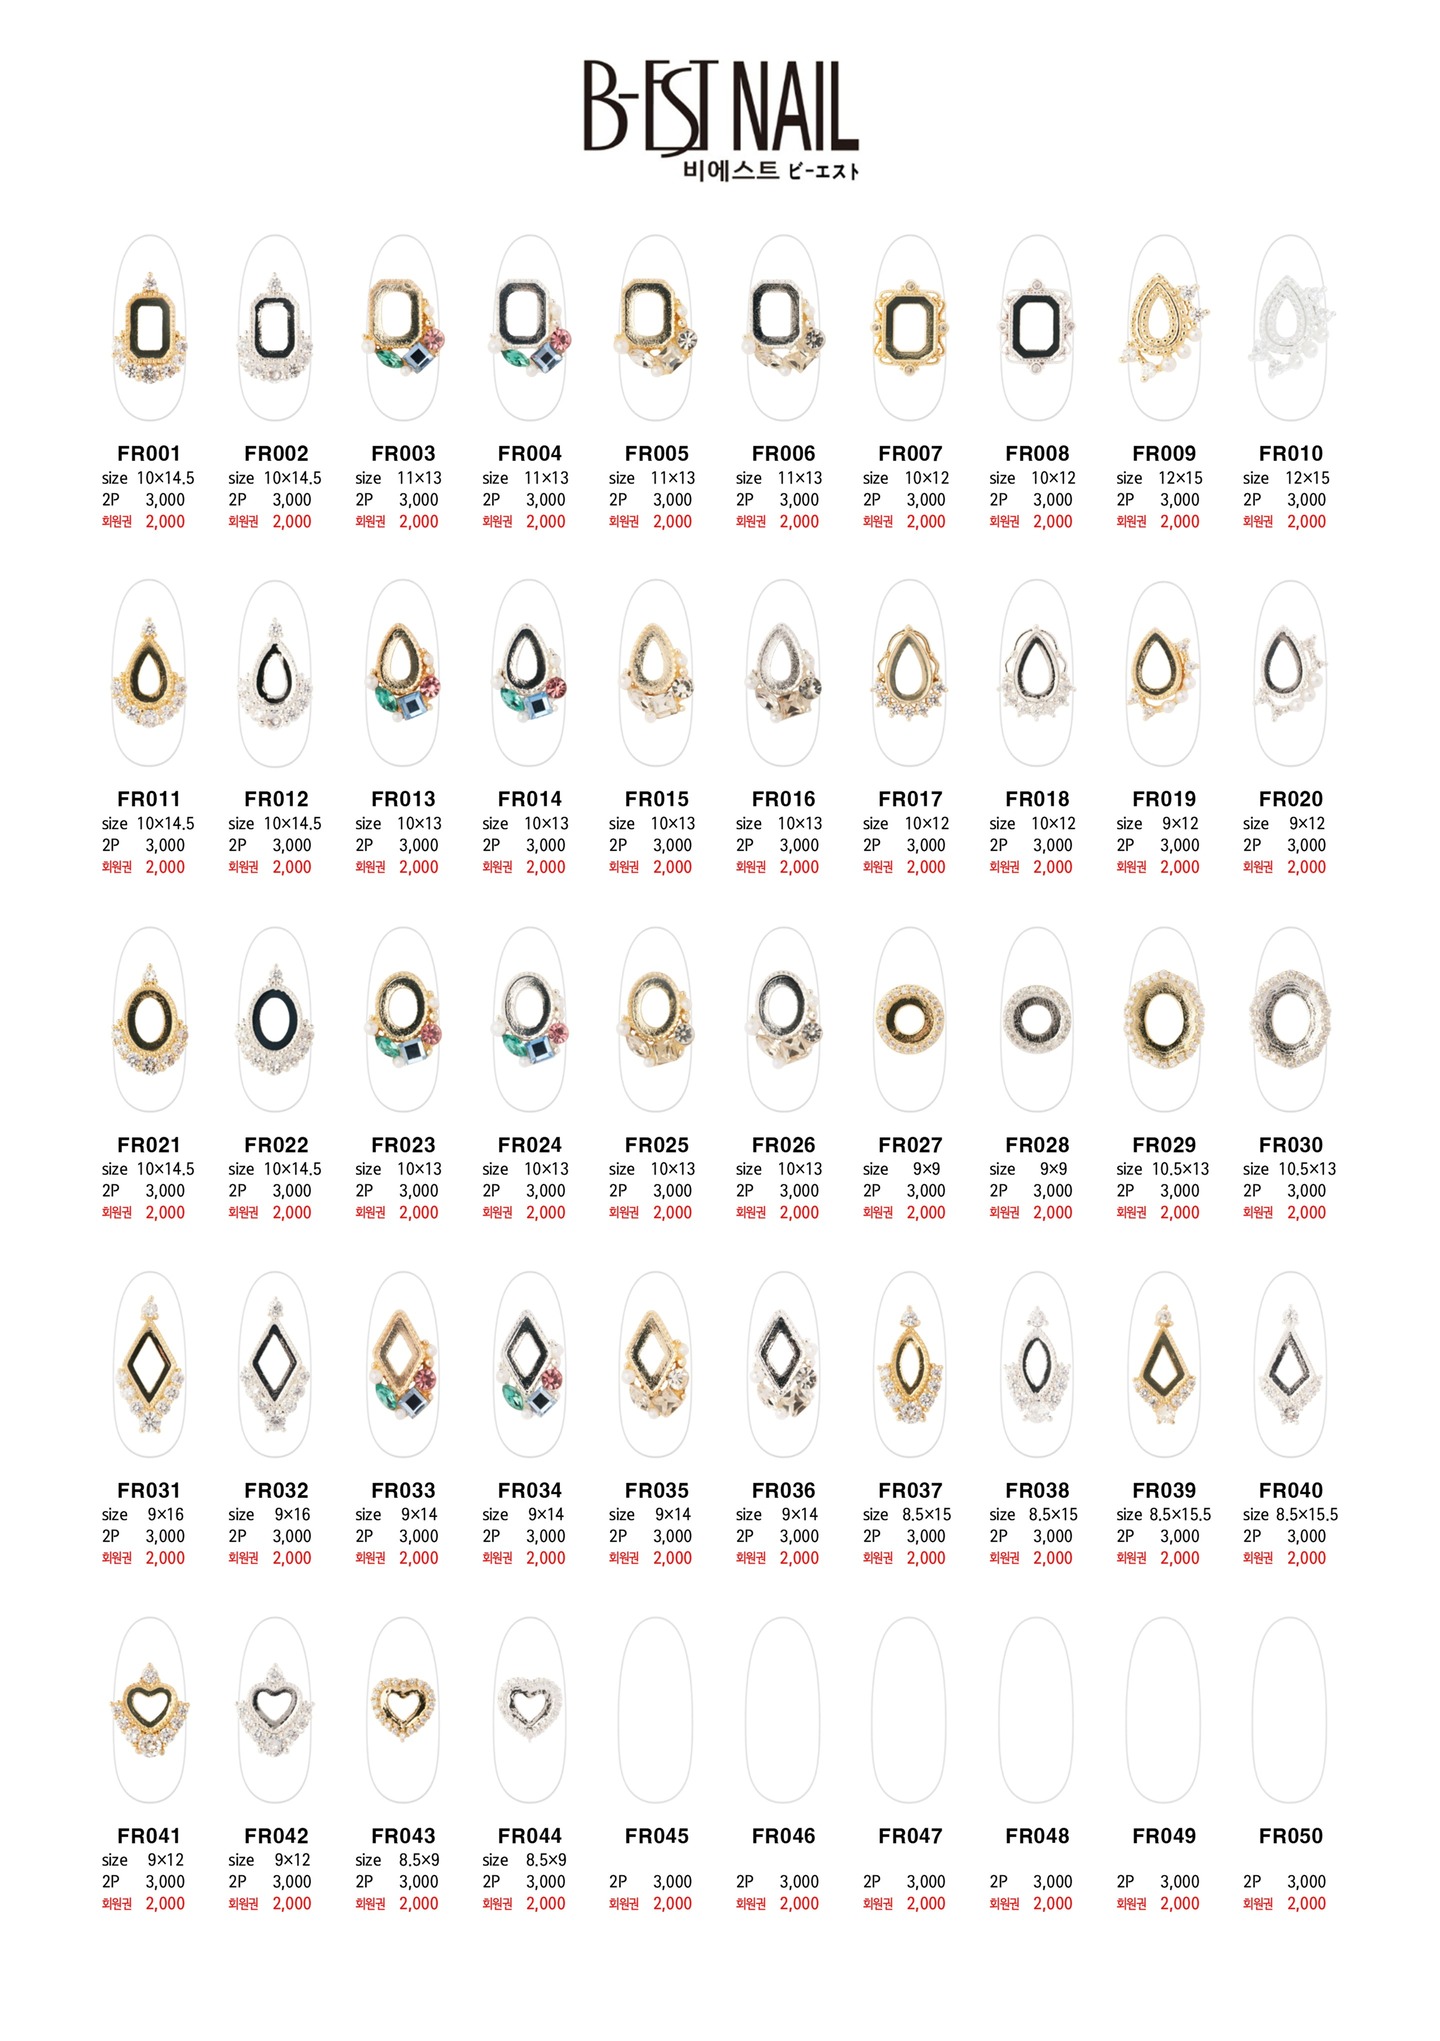 B-EST NAIL
비에스트 ビーエスト
FR001 FR002 FR003 FR004 FR005 FR006 FR007 FR008 FR009 FR010
size 10×14.5 size 10×14.5 size 11×13 size 11×13 size 11×13 size 11×13 size 10×12 size 10×12 size 12×15 size 12×15
2P 3,000 2P 3,000 2P 3,000 2P 3,000 2P 3,000 2P 3,000 2P 3,000 2P 3,000 2P 3,000 2P 3,000
회원권 2,000 회원권 2,000 회원권 2,000 회원권 2,000 회원권 2,000 회원권 2,000 회원권 2,000 회원권 2,000 회원권 2,000 회원권 2,000
FR011 FR012 FR013 FR014 FR015 FR016 FR017 FR018 FR019 FR020
size 10×14.5 size 10×14.5 size 10×13 size 10×13 size 10×13 size 10×13 size 10×12 size 10×12 size 9×12 size 9×12
2P 3,000 2P 3,000 2P 3,000 2P 3,000 2P 3,000 2P 3,000 2P 3,000 2P 3,000 2P 3,000 2P 3,000
회원권 2,000 회원권 2,000 회원권 2,000 회원권 2,000 회원권 2,000 회원권 2,000 회원권 2,000 회원권 2,000 회원권 2,000 회원권 2,000
FR021 FR022 FR023 FR024 FR025 FR026 FR027 FR028 FR029 FR030
size 10×14.5 size 10×14.5 size 10×13 size 10×13 size 10×13 size 10×13 size 9×9 size 9×9 size 10.5×13 size 10.5×13
2P 3,000 2P 3,000 2P 3,000 2P 3,000 2P 3,000 2P 3,000 2P 3,000 2P 3,000 2P 3,000 2P 3,000
회원권 2,000 회원권 2,000 회원권 2,000 회원권 2,000 회원권 2,000 회원권 2,000 회원권 2,000 회원권 2,000 회원권 2,000 회원권 2,000
FR031 FR032 FR033 FR034 FR035 FR036 FR037 FR038 FR039 FR040
size 9×16 size 9×16 size 9×14 size 9×14 size 9×14 size 9×14 size 8.5×15 size 8.5×15 size 8.5×15.5 size 8.5×15.5
2P 3,000 2P 3,000 2P 3,000 2P 3,000 2P 3,000 2P 3,000 2P 3,000 2P 3,000 2P 3,000 2P 3,000
회원권 2,000 회원권 2,000 회원권 2,000 회원권 2,000 회원권 2,000 회원권 2,000 회원권 2,000 회원권 2,000 회원권 2,000 회원권 2,000
FR041 FR042 FR043 FR044 FR045 FR046 FR047 FR048 FR049 FR050
size 9×12 size 9×12 size 8.5×9 size 8.5×9
2P 3,000 2P 3,000 2P 3,000 2P 3,000 2P 3,000 2P 3,000 2P 3,000 2P 3,000 2P 3,000 2P 3,000
회원권 2,000 회원권 2,000 회원권 2,000 회원권 2,000 회원권 2,000 회원권 2,000 회원권 2,000 회원권 2,000 회원권 2,000 회원권 2,000